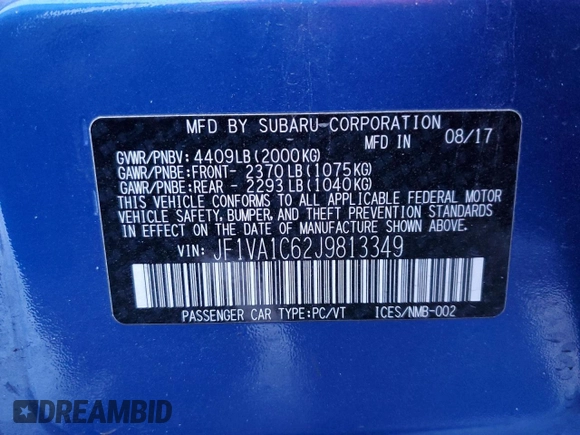 MFD BY SUBARU CORPORATION
MFD IN 08/17
GVWR/PNBV: 4409LB(2000KG)
GAWR/PNBE:FRONT- 2370LB(1075KG)
GAWR/PNBE:REAR - 2293LB(1040KG)
THIS VEHICLE CONFORMS TO ALL APPLICABLE FEDERAL MOTOR
VEHICLE SAFETY, BUMPER, AND THEFT PREVENTION STANDARDS
IN EFFECT ON THE DATE OF MANUFACTURE SHOWN ABOVE.
VIN: JF1VA1C62J9813349
PASSENGER CAR TYPE:PC/VT ICES/NMB-002
DREAMBID